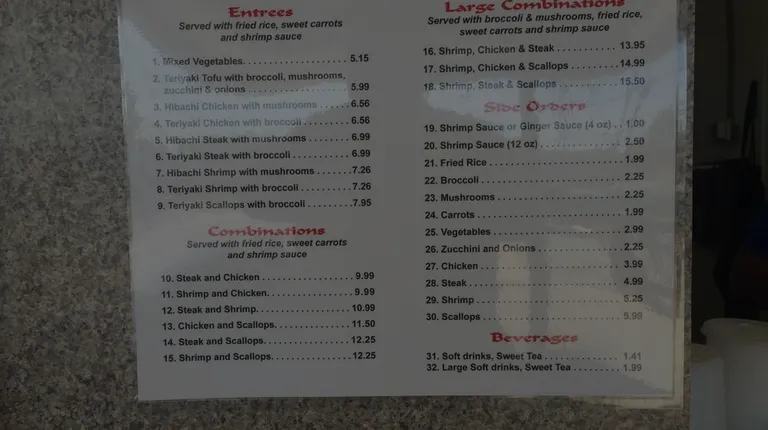 Entrees
Served with fried rice, sweet carrots
and shrimp sauce
1. Mixed Vegetables. . . . . . . . . . . . . . . . . . . 5.15
2. Teriyaki Tofu with broccoli, mushrooms,
zucchini & onions . . . . . . . . . . . . . . . . . . 5.99
3. Hibachi Chicken with mushrooms . . . . . . 6.56
4. Teriyaki Chicken with broccoli . . . . . . . . . 6.56
5. Hibachi Steak with mushrooms . . . . . . . . 6.99
6. Teriyaki Steak with broccoli . . . . . . . . . . 6.99
7. Hibachi Shrimp with mushrooms . . . . . . . 7.26
8. Teriyaki Shrimp with broccoli . . . . . . . . . 7.26
9. Teriyaki Scallops with broccoli . . . . . . . . 7.95
Combinations
Served with fried rice, sweet carrots
and shrimp sauce
10. Steak and Chicken . . . . . . . . . . . . . . . . 9.99
11. Shrimp and Chicken. . . . . . . . . . . . . . . 9.99
12. Steak and Shrimp. . . . . . . . . . . . . . . . 10.99
13. Chicken and Scallops. . . . . . . . . . . . . 11.50
14. Steak and Scallops. . . . . . . . . . . . . . . 12.25
15. Shrimp and Scallops. . . . . . . . . . . . . . 12.25
Large Combinations
Served with broccoli & mushrooms, fried rice,
sweet carrots and shrimp sauce
16. Shrimp, Chicken & Steak . . . . . . . . . . . 13.95
17. Shrimp, Chicken & Scallops . . . . . . . . . 14.99
18. Shrimp, Steak & Scallops . . . . . . . . . . . 15.50
Side Orders
19. Shrimp Sauce or Ginger Sauce (4 oz) . . 1.00
20. Shrimp Sauce (12 oz) . . . . . . . . . . . . . . 2.50
21. Fried Rice . . . . . . . . . . . . . . . . . . . . . . 1.99
22. Broccoli . . . . . . . . . . . . . . . . . . . . . . . 2.25
23. Mushrooms . . . . . . . . . . . . . . . . . . . . 2.25
24. Carrots . . . . . . . . . . . . . . . . . . . . . . . . 1.99
25. Vegetables . . . . . . . . . . . . . . . . . . . . . 2.99
26. Zucchini and Onions . . . . . . . . . . . . . . 2.25
27. Chicken . . . . . . . . . . . . . . . . . . . . . . . 3.99
28. Steak . . . . . . . . . . . . . . . . . . . . . . . . . 4.99
29. Shrimp . . . . . . . . . . . . . . . . . . . . . . . . 5.25
30. Scallops . . . . . . . . . . . . . . . . . . . . . . . 5.99
Beverages
31. Soft drinks, Sweet Tea . . . . . . . . . . . . . 1.41
32. Large Soft drinks, Sweet Tea . . . . . . . . . 1.99